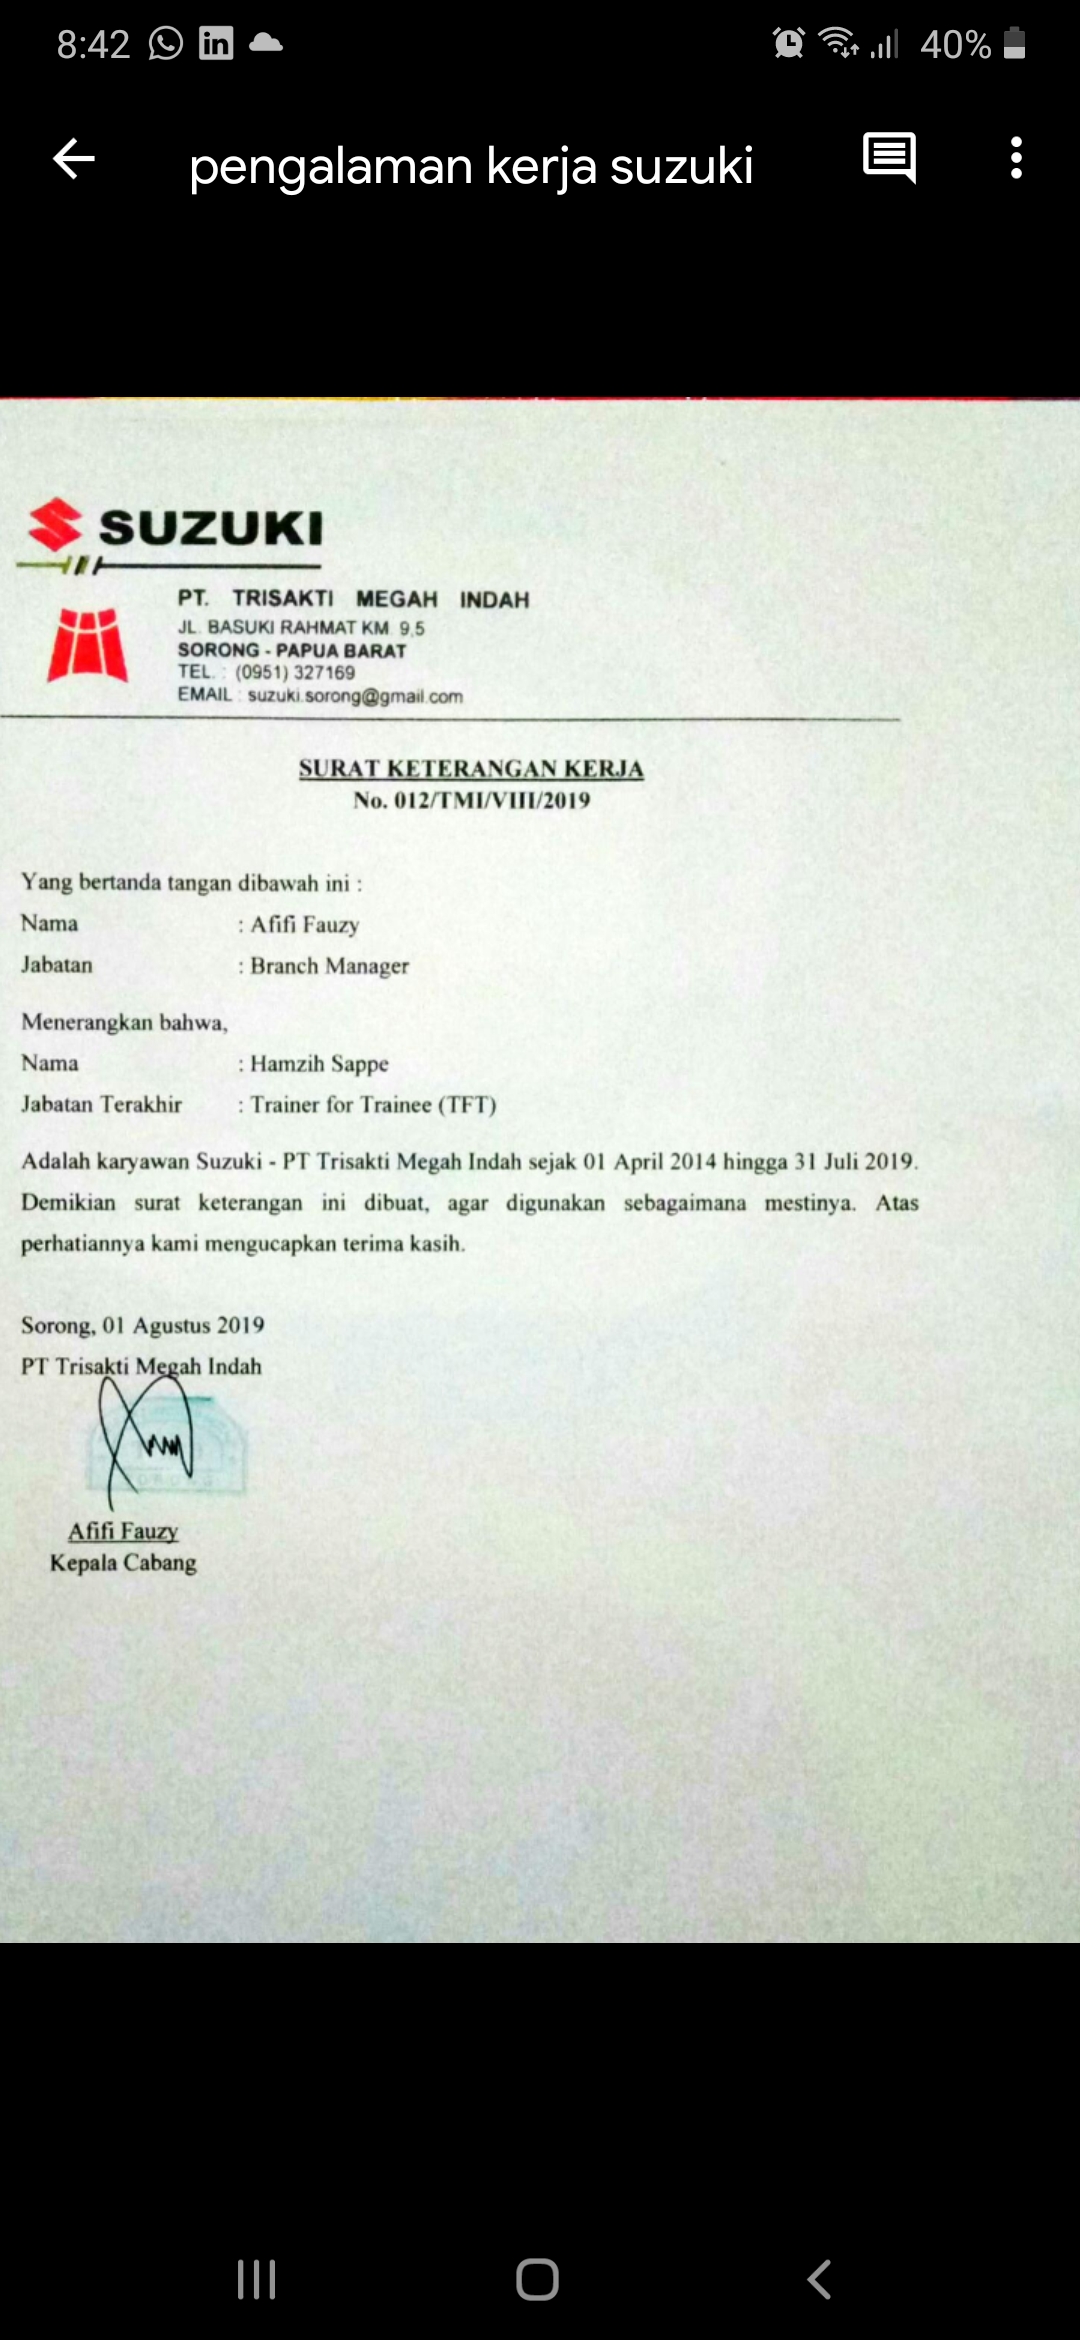 8:42
40%
pengalaman kerja suzuki
SUZUKI
PT. TRISAKTI MEGAH INDAH
JL. BASUKI RAHMAT KM. 9,5
SORONG - PAPUA BARAT
TEL. : (0951) 327169
EMAIL : suzuki.sorong@gmail.com
SURAT KETERANGAN KERJA
No. 012/TMI/VIII/2019
Yang bertanda tangan dibawah ini :
Nama : Afifi Fauzy
Jabatan : Branch Manager
Menerangkan bahwa,
Nama : Hamzih Sappe
Jabatan Terakhir : Trainer for Trainee (TFT)
Adalah karyawan Suzuki - PT Trisakti Megah Indah sejak 01 April 2014 hingga 31 Juli 2019.
Demikian surat keterangan ini dibuat, agar digunakan sebagaimana mestinya. Atas
perhatiannya kami mengucapkan terima kasih.
Sorong, 01 Agustus 2019
PT Trisakti Megah Indah
Afifi Fauzy
Kepala Cabang